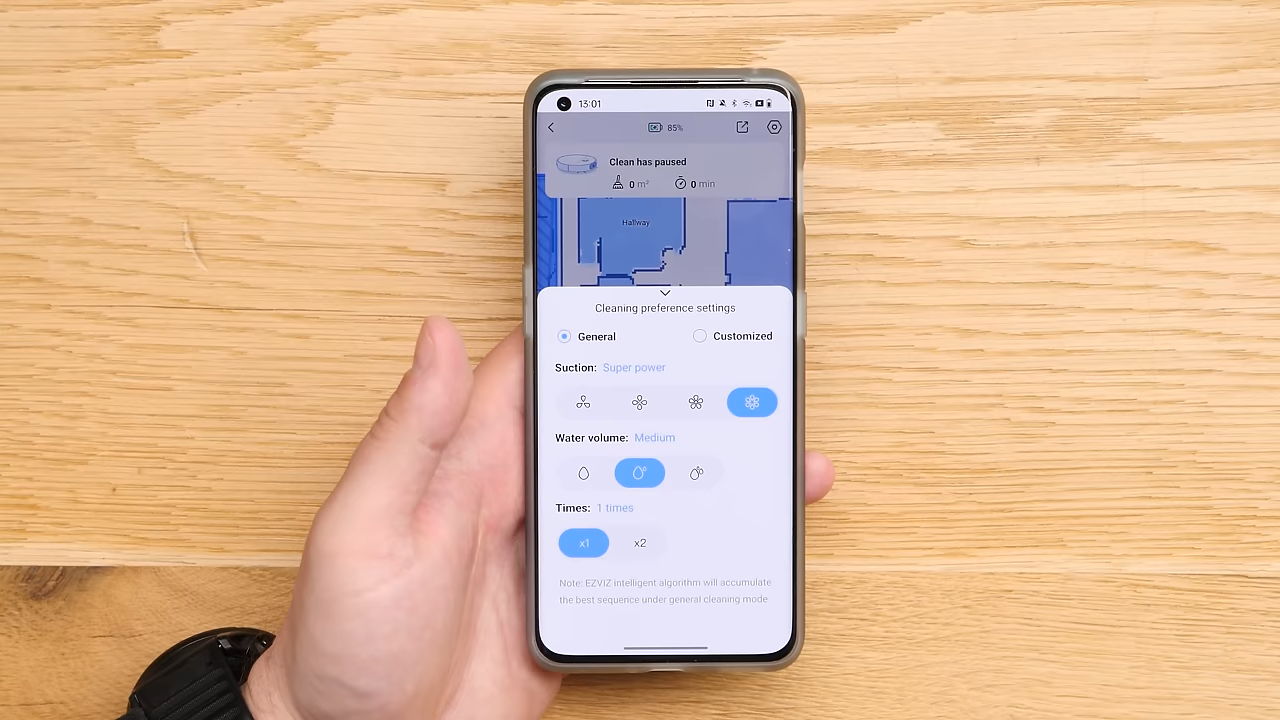 13:01
85%
Clean has paused
0 m²
0 min
Hallway
Cleaning preference settings
General
Customized
Suction: Super power
Water volume: Medium
Times: 1 times
x1
x2
Note: EZVIZ intelligent algorithm will accumulate
the best sequence under general cleaning mode